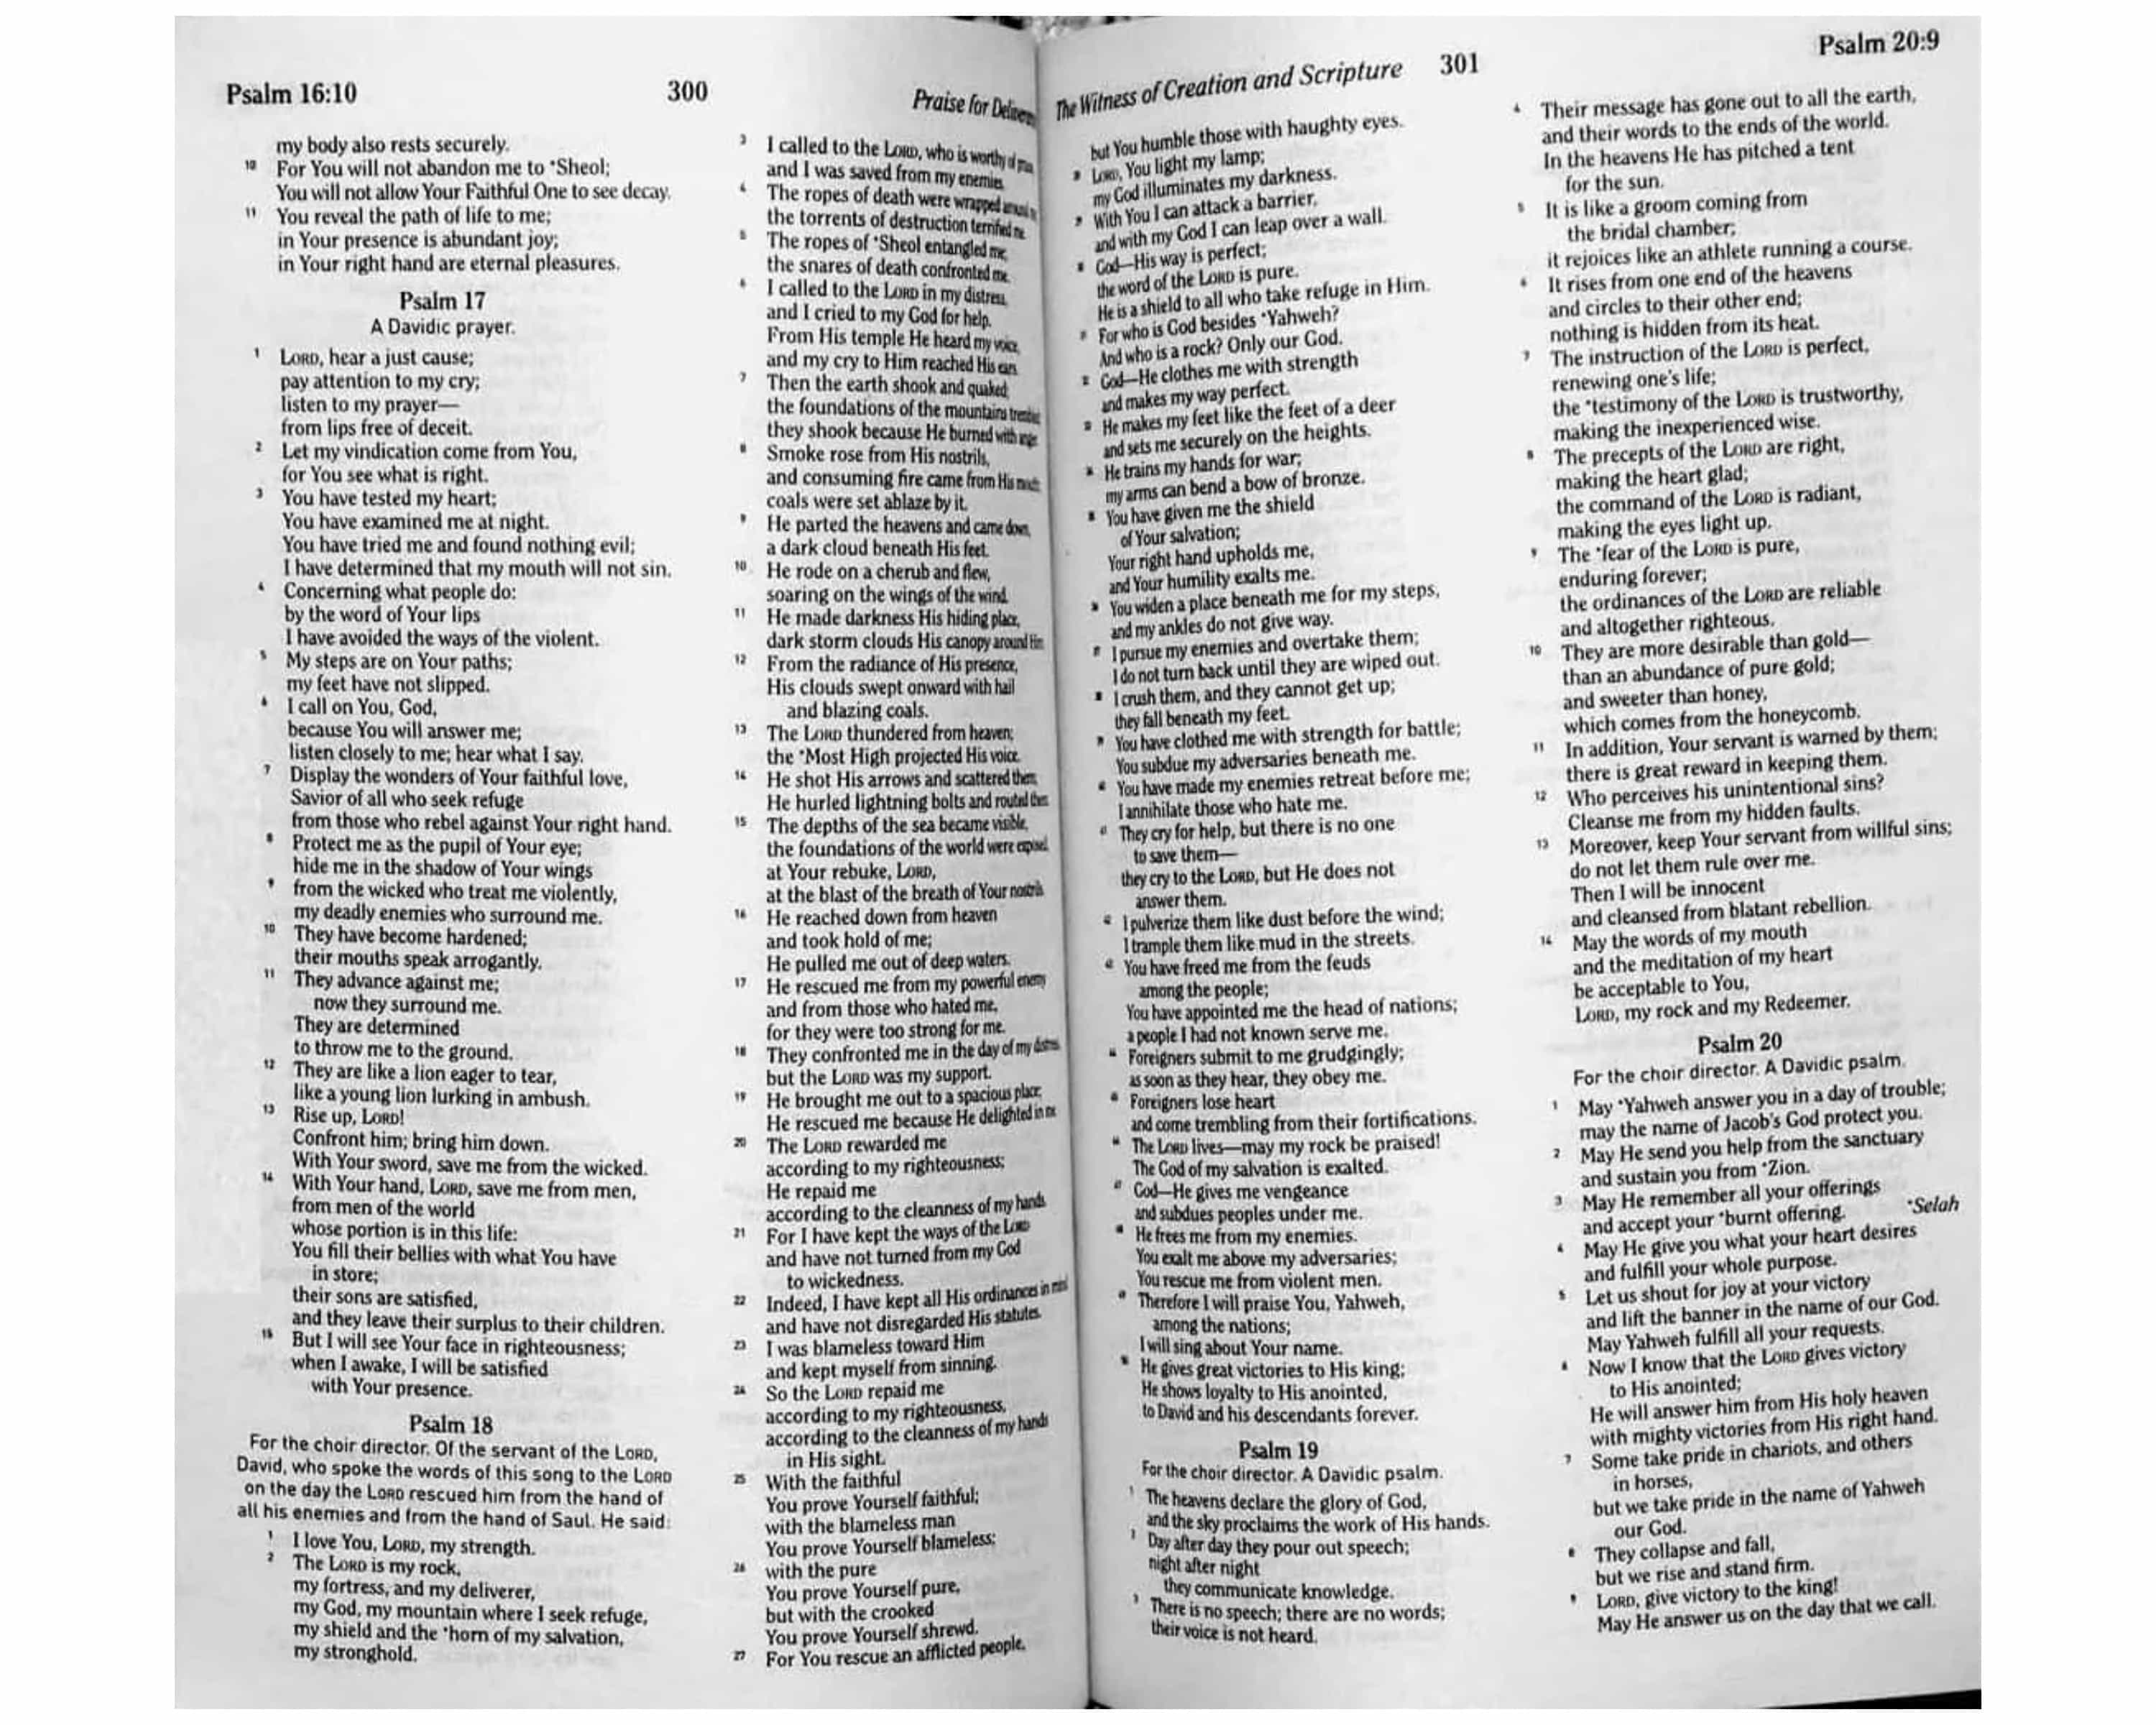 Psalm 16:10
300
Praise for
my body also rests securely.
10 For You will not abandon me to *Sheol;
You will not allow Your Faithful One to see decay.
11 You reveal the path of life to me;
in Your presence is abundant joy;
in Your right hand are eternal pleasures.
Psalm 17
A Davidic prayer.
1 LORD, hear a just cause;
pay attention to my cry;
listen to my prayer—
from lips free of deceit.
2 Let my vindication come from You,
for You see what is right.
3 You have tested my heart;
You have examined me at night.
You have tried me and found nothing evil;
I have determined that my mouth will not sin.
4 Concerning what people do:
by the word of Your lips
I have avoided the ways of the violent.
5 My steps are on Your paths;
my feet have not slipped.
6 I call on You, God,
because You will answer me;
listen closely to me; hear what I say.
7 Display the wonders of Your faithful love,
Savior of all who seek refuge
from those who rebel against Your right hand.
8 Protect me as the pupil of Your eye;
hide me in the shadow of Your wings
9 from the wicked who treat me violently,
my deadly enemies who surround me.
10 They have become hardened;
their mouths speak arrogantly.
11 They advance against me;
now they surround me.
They are determined
to throw me to the ground.
12 They are like a lion eager to tear,
like a young lion lurking in ambush.
13 Rise up, LORD!
Confront him; bring him down.
With Your sword, save me from the wicked.
14 With Your hand, LORD, save me from men,
from men of the world
whose portion is in this life:
You fill their bellies with what You have
in store;
their sons are satisfied,
and they leave their surplus to their children.
15 But I will see Your face in righteousness;
when I awake, I will be satisfied
with Your presence.
Psalm 18
For the choir director. Of the servant of the LORD,
David, who spoke the words of this song to the LORD
on the day the LORD rescued him from the hand of
all his enemies and from the hand of Saul. He said:
1 I love You, LORD, my strength.
2 The LORD is my rock,
my fortress, and my deliverer,
my God, my mountain where I seek refuge,
my shield and the *horn of my salvation,
my stronghold.
3 I called to the LORD, who is worthy of
and I was saved from my enemies.
4 The ropes of death were wrapped
the torrents of destruction terrified me.
5 The ropes of *Sheol entangled me;
the snares of death confronted me.
6 I called to the LORD in my distress,
and I cried to my God for help.
From His temple He heard my voice,
and my cry to Him reached His ears.
7 Then the earth shook and quaked;
the foundations of the mountains trembled;
they shook because He burned with anger.
8 Smoke rose from His nostrils,
and consuming fire came from His mouth;
coals were set ablaze by it.
9 He parted the heavens and came down,
a dark cloud beneath His feet.
10 He rode on a cherub and flew,
soaring on the wings of the wind.
11 He made darkness His hiding place,
dark storm clouds His canopy around Him.
12 From the radiance of His presence,
His clouds swept onward with hail
and blazing coals.
13 The LORD thundered from heaven;
the *Most High projected His voice.
14 He shot His arrows and scattered them;
He hurled lightning bolts and routed them.
15 The depths of the sea became visible,
the foundations of the world were exposed,
at Your rebuke, LORD,
at the blast of the breath of Your nostrils.
16 He reached down from heaven
and took hold of me;
He pulled me out of deep waters.
17 He rescued me from my powerful enemy
and from those who hated me,
for they were too strong for me.
18 They confronted me in the day of my distress,
but the LORD was my support.
19 He brought me out to a spacious place;
He rescued me because He delighted in me.
20 The LORD rewarded me
according to my righteousness;
He repaid me
according to the cleanness of my hands.
21 For I have kept the ways of the LORD
and have not turned from my God
to wickedness.
22 Indeed, I have kept all His ordinances in mind
and have not disregarded His statutes.
23 I was blameless toward Him
and kept myself from sinning.
24 So the LORD repaid me
according to my righteousness,
according to the cleanness of my hands
in His sight.
25 With the faithful
You prove Yourself faithful;
with the blameless man
You prove Yourself blameless;
26 with the pure
You prove Yourself pure,
but with the crooked
You prove Yourself shrewd.
27 For You rescue an afflicted people,
The Witness of Creation and Scripture
301
Psalm 20:9
but You humble those with haughty eyes.
28 LORD, You light my lamp;
my God illuminates my darkness.
29 With You I can attack a barrier,
and with my God I can leap over a wall.
30 God—His way is perfect;
the word of the LORD is pure.
He is a shield to all who take refuge in Him.
31 For who is God besides *Yahweh?
And who is a rock? Only our God.
32 God—He clothes me with strength
and makes my way perfect.
33 He makes my feet like the feet of a deer
and sets me securely on the heights.
34 He trains my hands for war;
my arms can bend a bow of bronze.
35 You have given me the shield
of Your salvation;
Your right hand upholds me,
and Your humility exalts me.
36 You widen a place beneath me for my steps,
and my ankles do not give way.
37 I pursue my enemies and overtake them;
I do not turn back until they are wiped out.
38 I crush them, and they cannot get up;
they fall beneath my feet.
39 You have clothed me with strength for battle;
You subdue my adversaries beneath me.
40 You have made my enemies retreat before me;
I annihilate those who hate me.
41 They cry for help, but there is no one
to save them—
they cry to the LORD, but He does not
answer them.
42 I pulverize them like dust before the wind;
I trample them like mud in the streets.
43 You have freed me from the feuds
among the people;
You have appointed me the head of nations;
a people I had not known serve me.
44 Foreigners submit to me grudgingly;
as soon as they hear, they obey me.
45 Foreigners lose heart
and come trembling from their fortifications.
46 The LORD lives—may my rock be praised!
The God of my salvation is exalted.
47 God—He gives me vengeance
and subdues peoples under me.
48 He frees me from my enemies.
You exalt me above my adversaries;
You rescue me from violent men.
49 Therefore I will praise You, Yahweh,
among the nations;
I will sing about Your name.
50 He gives great victories to His king;
He shows loyalty to His anointed,
to David and his descendants forever.
Psalm 19
For the choir director. A Davidic psalm.
1 The heavens declare the glory of God,
and the sky proclaims the work of His hands.
2 Day after day they pour out speech;
night after night
they communicate knowledge.
3 There is no speech; there are no words;
their voice is not heard.
4 Their message has gone out to all the earth,
and their words to the ends of the world.
In the heavens He has pitched a tent
for the sun.
5 It is like a groom coming from
the bridal chamber;
it rejoices like an athlete running a course.
6 It rises from one end of the heavens
and circles to their other end;
nothing is hidden from its heat.
7 The instruction of the LORD is perfect,
renewing one's life;
the *testimony of the LORD is trustworthy,
making the inexperienced wise.
8 The precepts of the LORD are right,
making the heart glad;
the command of the LORD is radiant,
making the eyes light up.
9 The *fear of the LORD is pure,
enduring forever;
the ordinances of the LORD are reliable
and altogether righteous.
10 They are more desirable than gold—
than an abundance of pure gold;
and sweeter than honey,
which comes from the honeycomb.
11 In addition, Your servant is warned by them;
there is great reward in keeping them.
12 Who perceives his unintentional sins?
Cleanse me from my hidden faults.
13 Moreover, keep Your servant from willful sins;
do not let them rule over me.
Then I will be innocent
and cleansed from blatant rebellion.
14 May the words of my mouth
and the meditation of my heart
be acceptable to You,
LORD, my rock and my Redeemer.
Psalm 20
For the choir director. A Davidic psalm.
1 May *Yahweh answer you in a day of trouble;
may the name of Jacob's God protect you.
2 May He send you help from the sanctuary
and sustain you from *Zion.
3 May He remember all your offerings
and accept your *burnt offering. *Selah
4 May He give you what your heart desires
and fulfill your whole purpose.
5 Let us shout for joy at your victory
and lift the banner in the name of our God.
May Yahweh fulfill all your requests.
6 Now I know that the LORD gives victory
to His anointed;
He will answer him from His holy heaven
with mighty victories from His right hand.
7 Some take pride in chariots, and others
in horses,
but we take pride in the name of Yahweh
our God.
8 They collapse and fall,
but we rise and stand firm.
9 LORD, give victory to the king!
May He answer us on the day that we call.